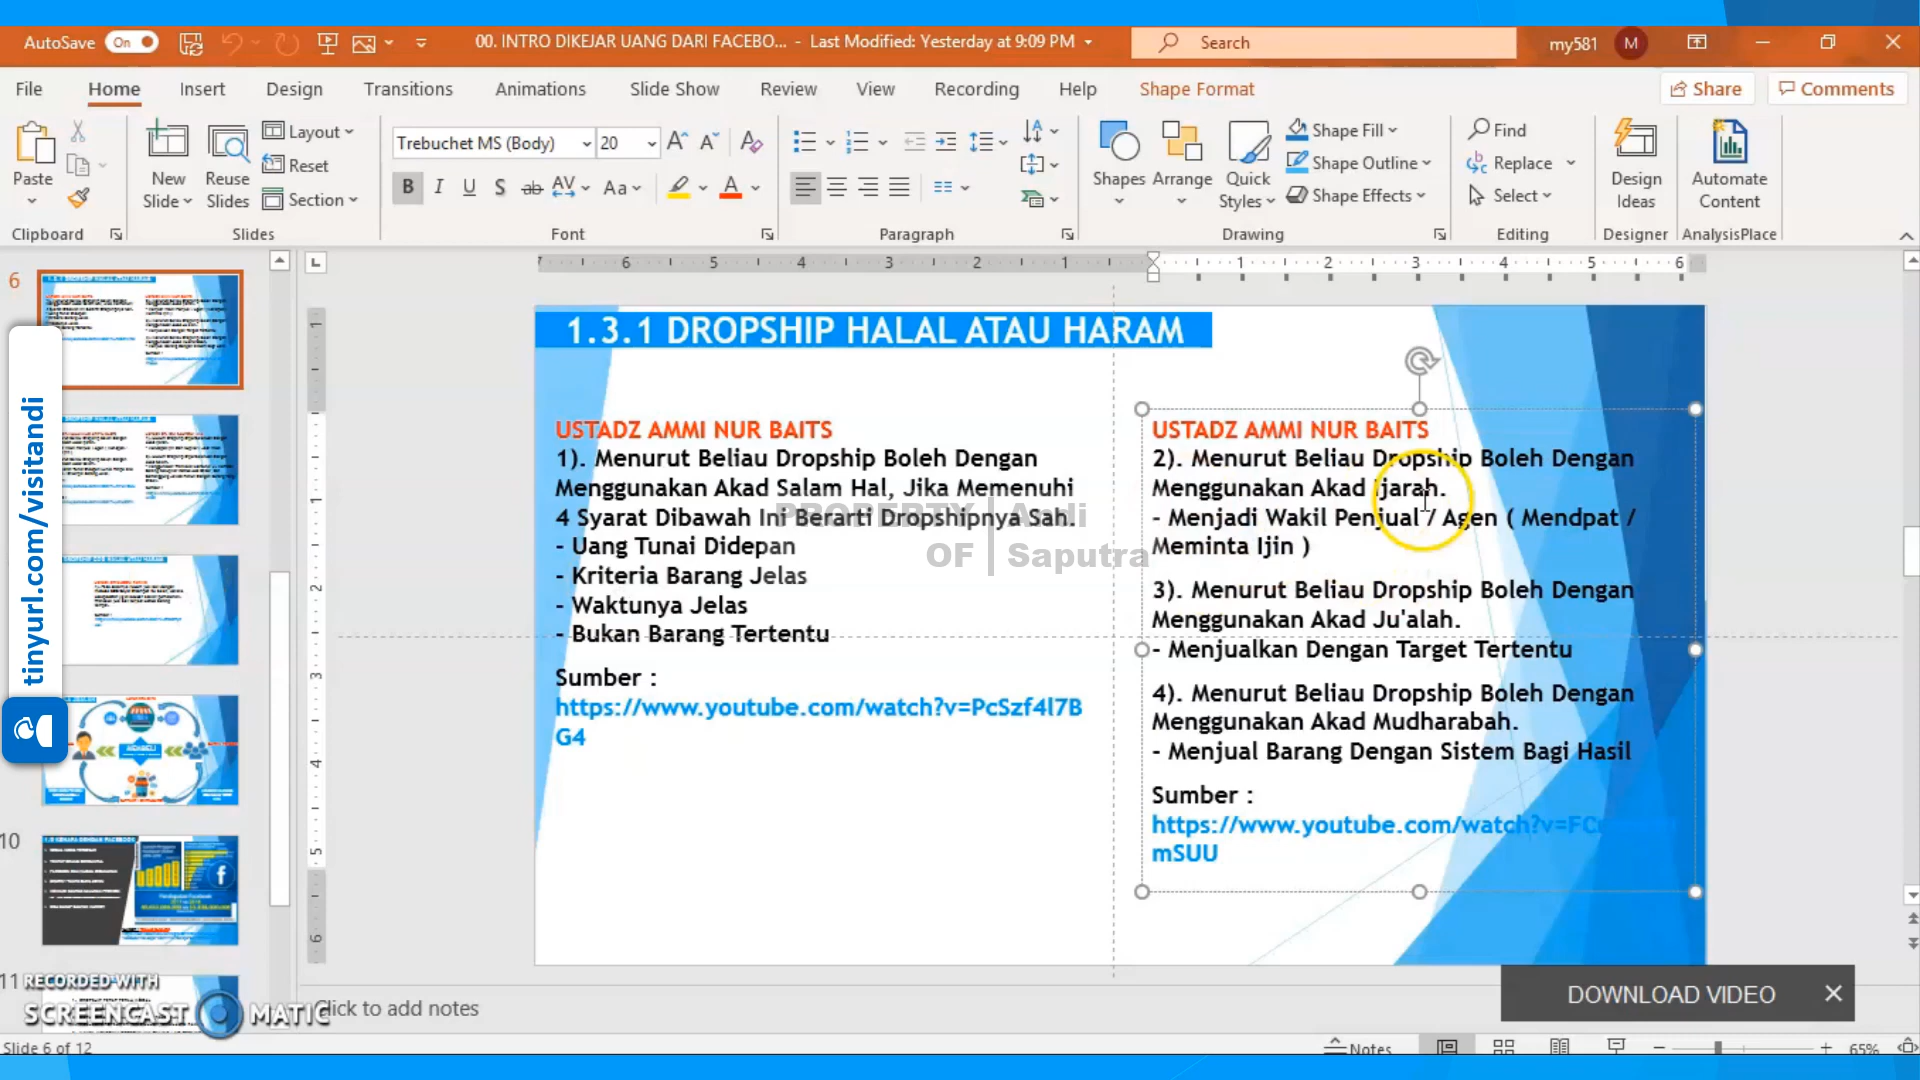 AutoSave On 00. INTRO DIKEJAR UANG DARI FACEBO... - Last Modified: Yesterday at 9:09 PM Search my581 M
File Home Insert Design Transitions Animations Slide Show Review View Recording Help Shape Format Share Comments
Paste
New Slide
Reuse Slides
Layout
Reset
Section
Trebuchet MS (Body) 20
Shapes Arrange Quick Styles
Shape Fill
Shape Outline
Shape Effects
Find
Replace
Select
Design Ideas
Automate Content
Clipboard Slides Font Paragraph Drawing Editing Designer AnalysisPlace
6
10
11
tinyurl.com/visitandi
1.3.1 DROPSHIP HALAL ATAU HARAM
USTADZ AMMI NUR BAITS
1). Menurut Beliau Dropship Boleh Dengan
Menggunakan Akad Salam Hal, Jika Memenuhi
4 Syarat Dibawah Ini Berarti Dropshipnya Sah.
- Uang Tunai Didepan
- Kriteria Barang Jelas
- Waktunya Jelas
- Bukan Barang Tertentu
Sumber :
https://www.youtube.com/watch?v=PcSzf4l7B
G4
USTADZ AMMI NUR BAITS
2). Menurut Beliau Dropship Boleh Dengan
Menggunakan Akad Ijarah.
- Menjadi Wakil Penjual / Agen ( Mendpat /
Meminta Ijin )
3). Menurut Beliau Dropship Boleh Dengan
Menggunakan Akad Ju'alah.
- Menjualkan Dengan Target Tertentu
4). Menurut Beliau Dropship Boleh Dengan
Menggunakan Akad Mudharabah.
- Menjual Barang Dengan Sistem Bagi Hasil
Sumber :
mSUU
PROPERTY OF
Andi Saputra
RECORDED WITH
SCREENCAST MATIC
Click to add notes
DOWNLOAD VIDEO
Slide 6 of 12 Notes 65%